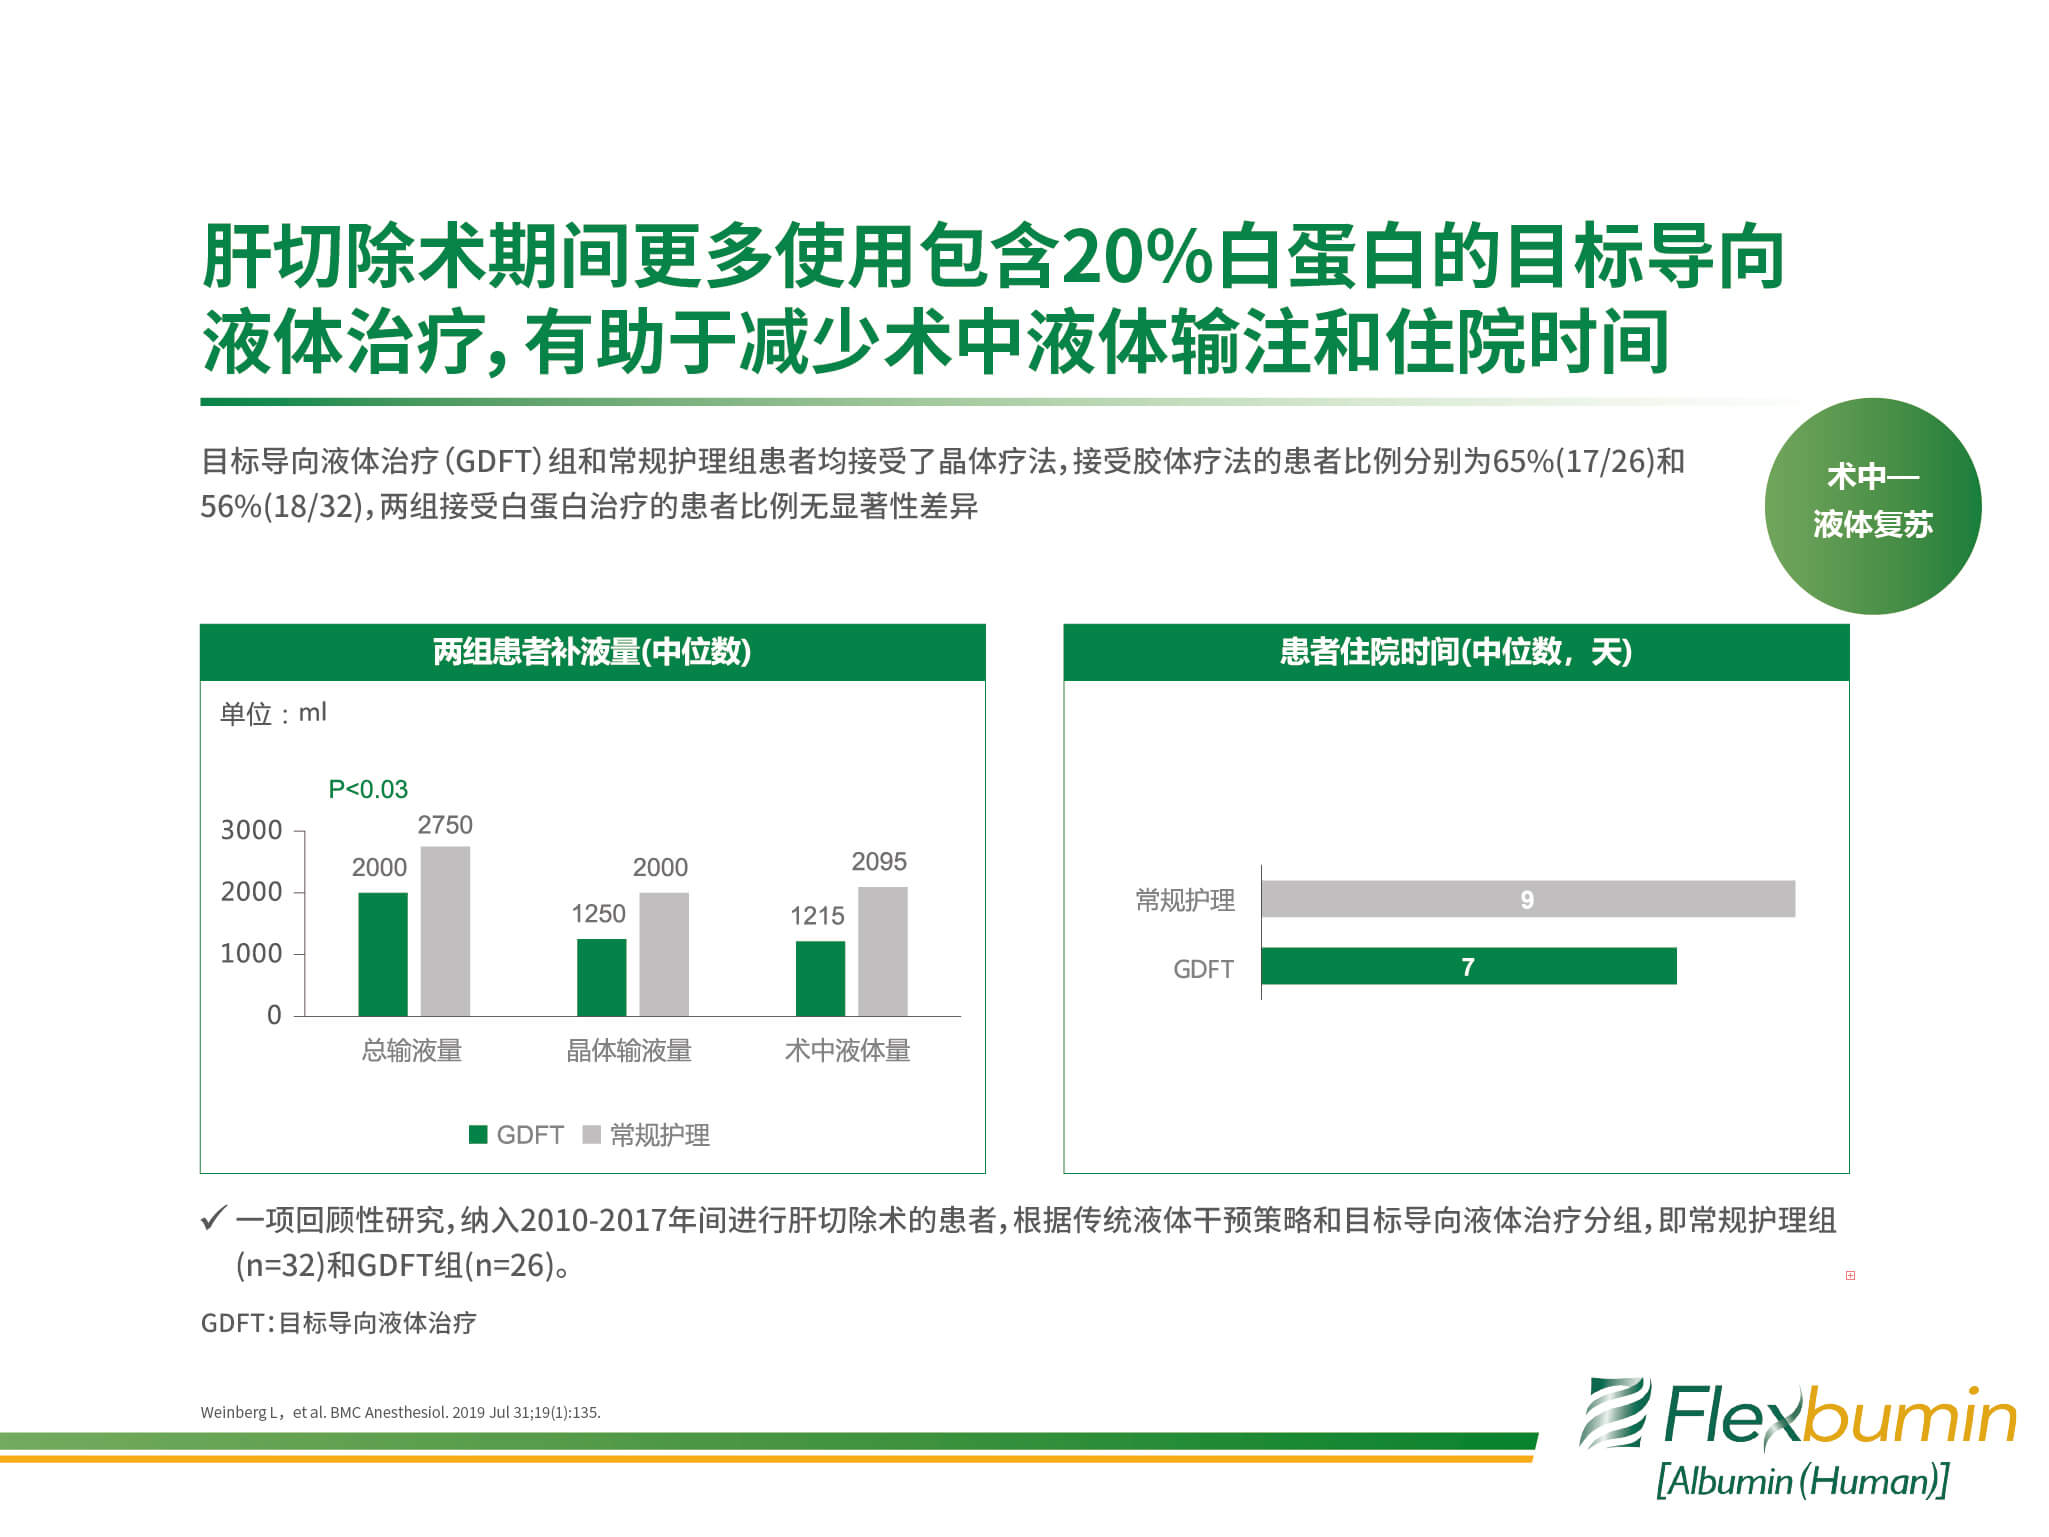 肝切除术期间更多使用包含20%白蛋白的目标导向
液体治疗，有助于减少术中液体输注和住院时间
目标导向液体治疗（GDFT）组和常规护理组患者均接受了晶体疗法，接受胶体疗法的患者比例分别为65%(17/26)和
56%(18/32)，两组接受白蛋白治疗的患者比例无显著性差异
术中—
液体复苏
两组患者补液量(中位数)
单位：ml
P<0.03
3000
2000
1000
0
2000
2750
1250
2000
1215
2095
总输液量
晶体输液量
术中液体量
GDFT
常规护理
患者住院时间(中位数，天)
常规护理
9
GDFT
7
✓ 一项回顾性研究，纳入2010-2017年间进行肝切除术的患者，根据传统液体干预策略和目标导向液体治疗分组，即常规护理组
(n=32)和GDFT组(n=26)。
GDFT：目标导向液体治疗
Weinberg L，et al. BMC Anesthesiol. 2019 Jul 31;19(1):135.
Flexbumin
[Albumin (Human)]